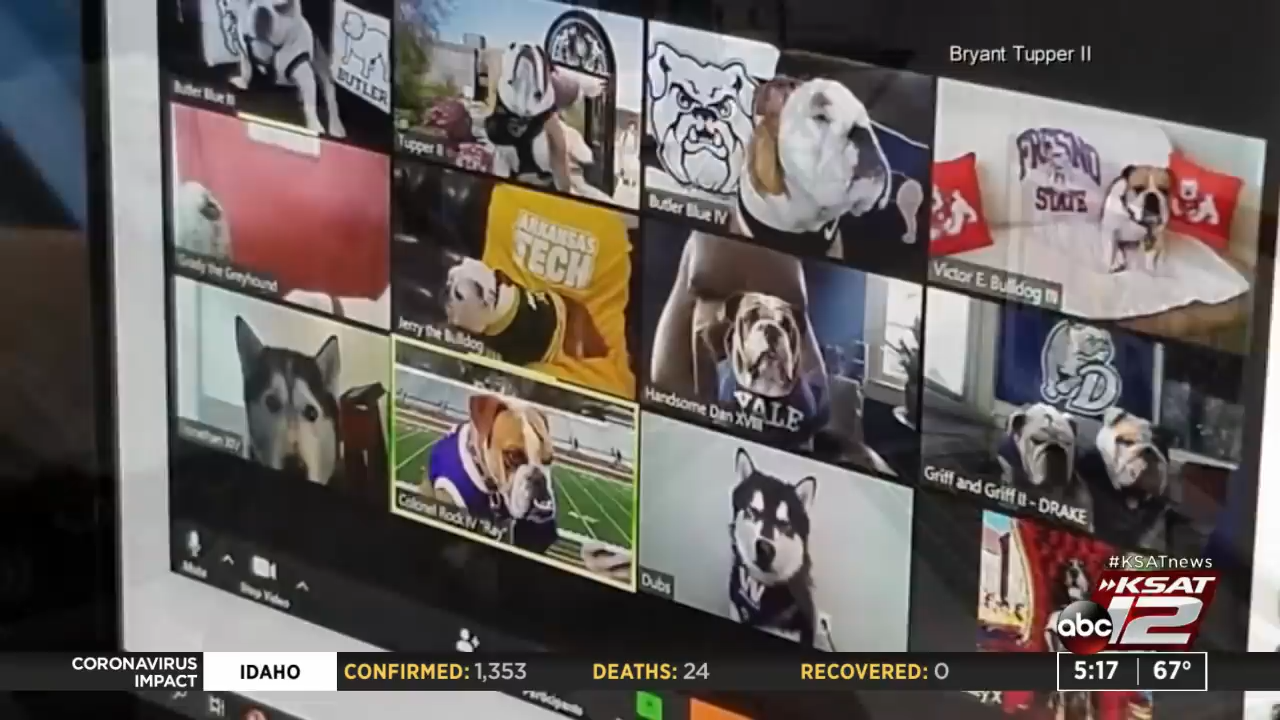 Bryant Tupper II
BUTLER
Butler Blue III
Tupper II
Butler Blue IV
FRESNO
STATE
Victor E. Bulldog IV
Grady the Greyhound
ARKANSAS
TECH
Jerry the Bulldog
YALE
Handsome Dan XVIII
D
Griff and Griff II - DRAKE
Jonathan XIV
Colonel Rock IV "Ray"
W
Dubs
Mute
Stop Video
Participants
#KSATnews
KSAT
abc 12
CORONAVIRUS
IMPACT
IDAHO CONFIRMED: 1,353 DEATHS: 24 RECOVERED: 0
5:17 67°